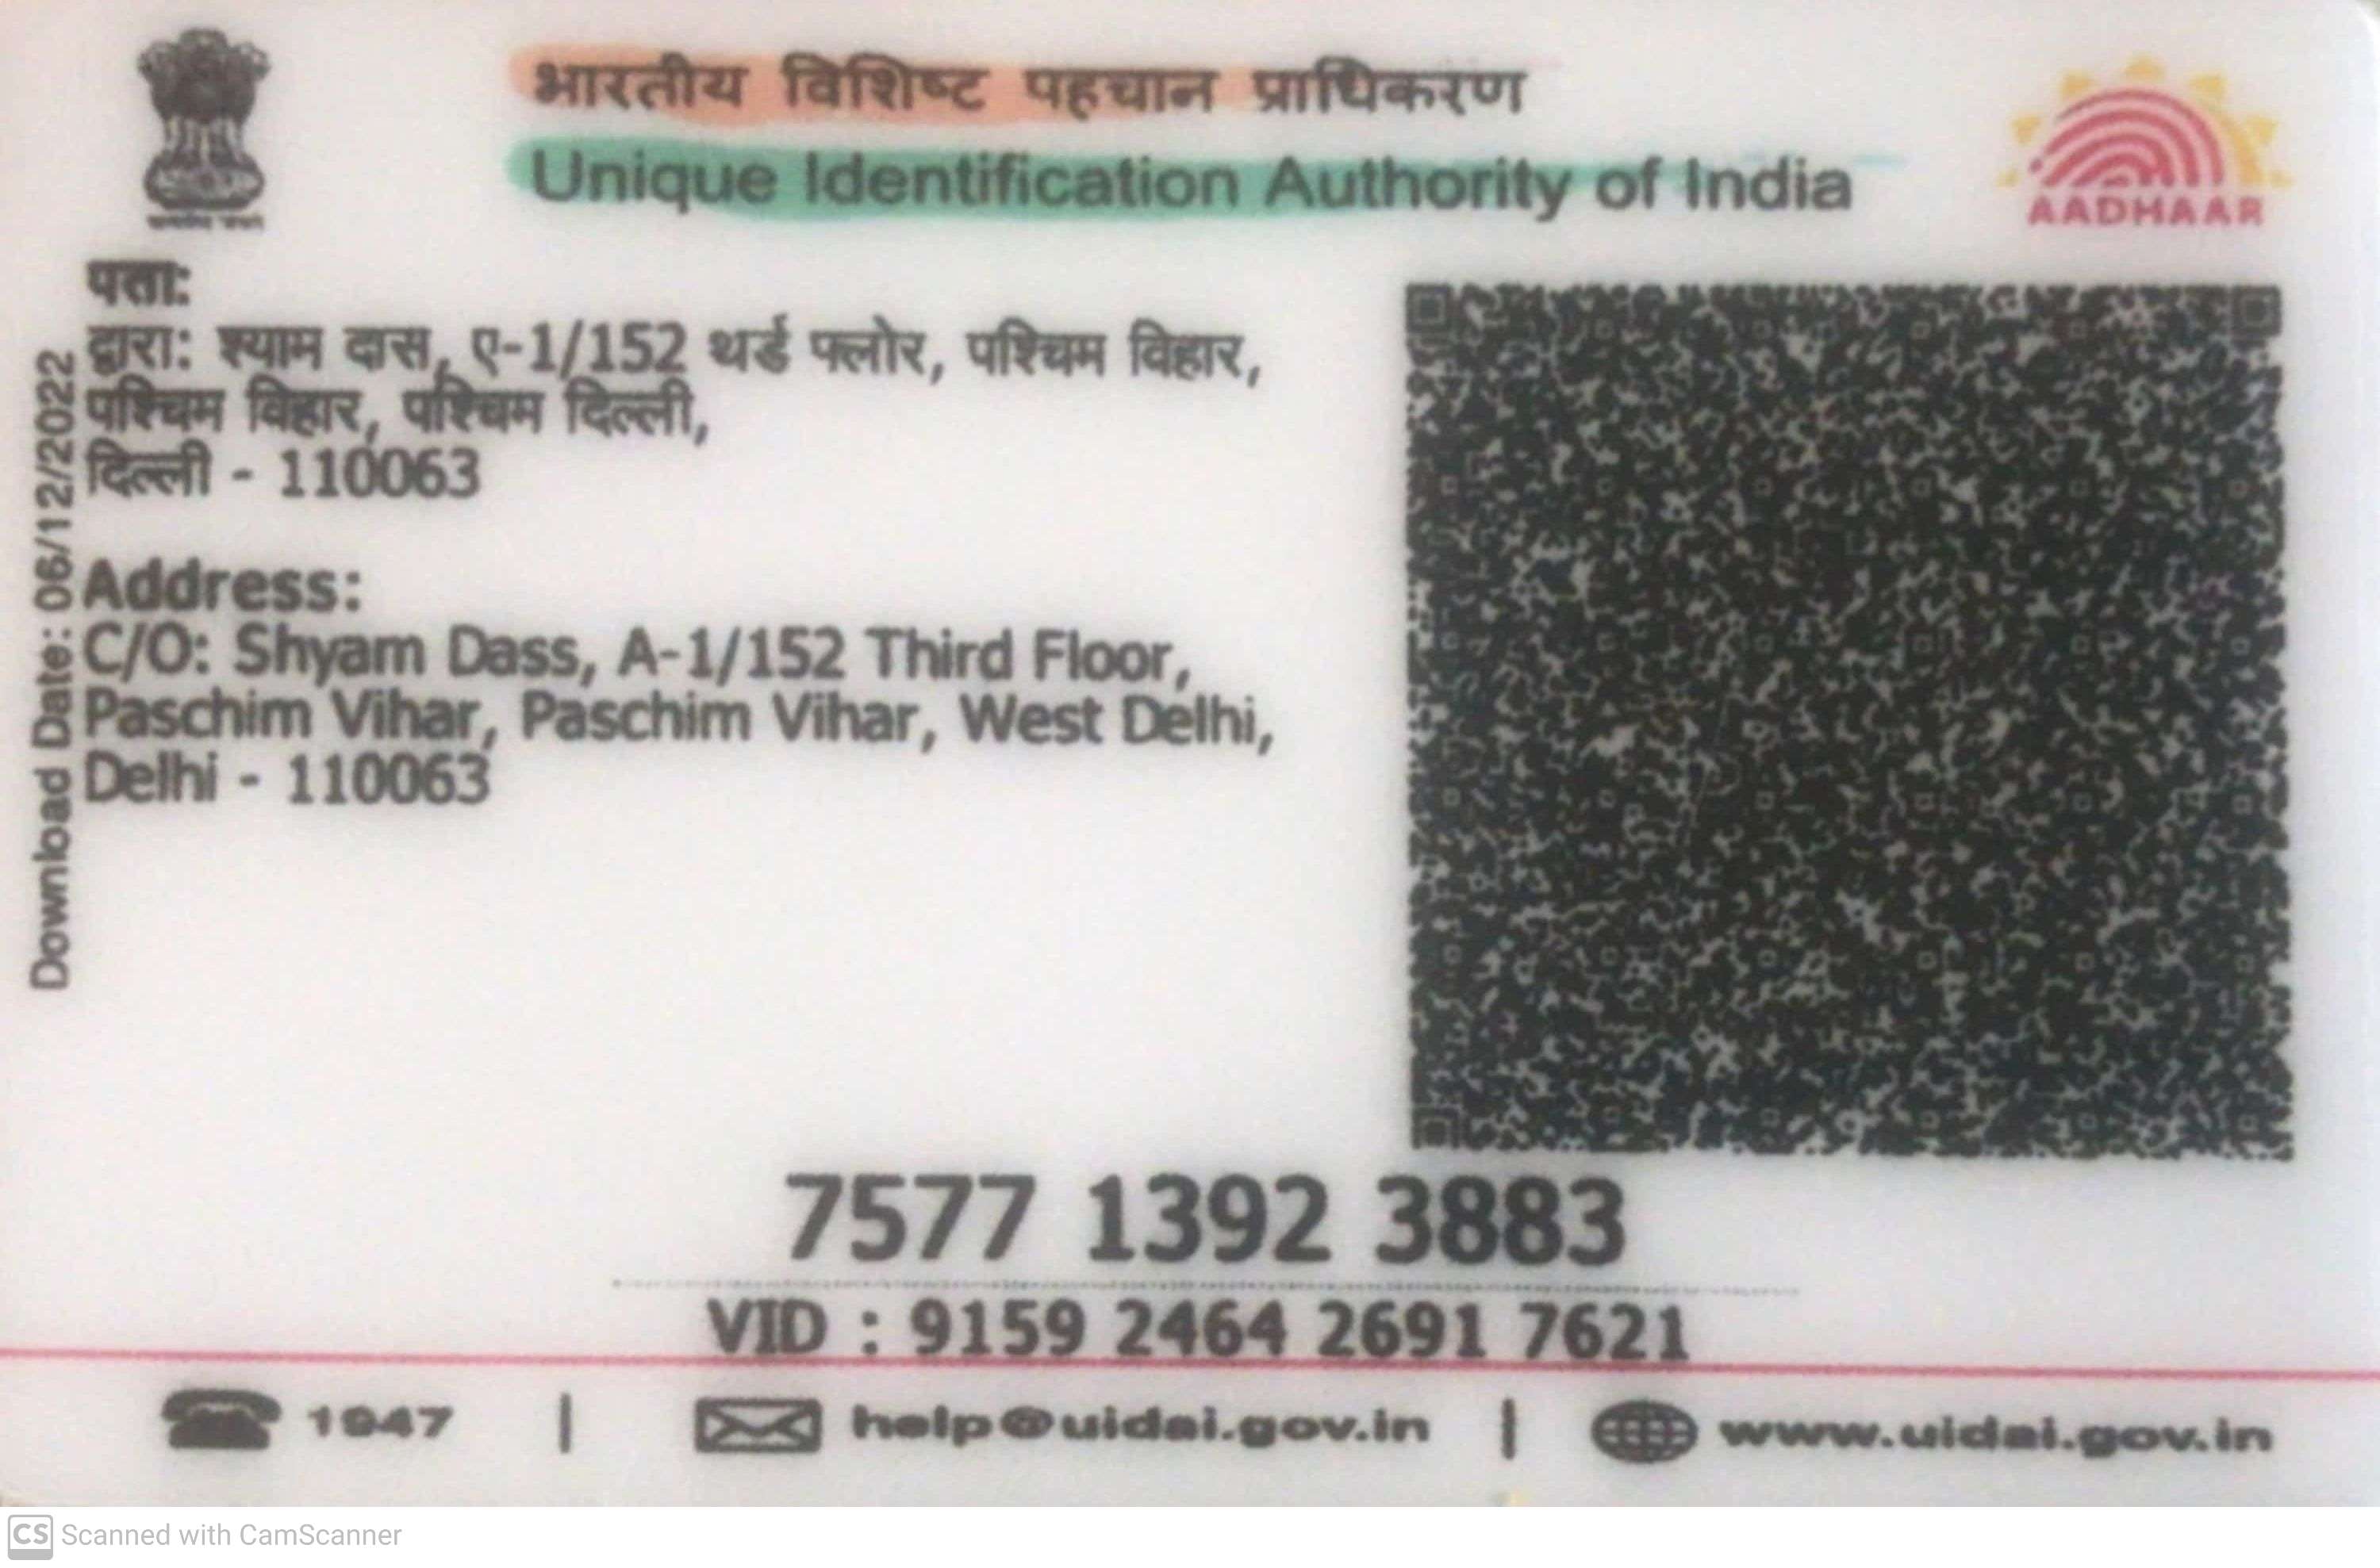 भारतीय विशिष्ट पहचान प्राधिकरण
Unique Identification Authority of India
AADHAAR
पता:
द्वारा: श्याम दास, ए-1/152 थर्ड फ्लोर, पश्चिम विहार,
पश्चिम विहार, पश्चिम दिल्ली,
दिल्ली - 110063
Address:
C/O: Shyam Dass, A-1/152 Third Floor,
Paschim Vihar, Paschim Vihar, West Delhi,
Delhi - 110063
Download Date: 06/12/2022
7577 1392 3883
VID : 9159 2464 2691 7621
1947 | help@uidai.gov.in | www.uidai.gov.in
CS Scanned with CamScanner